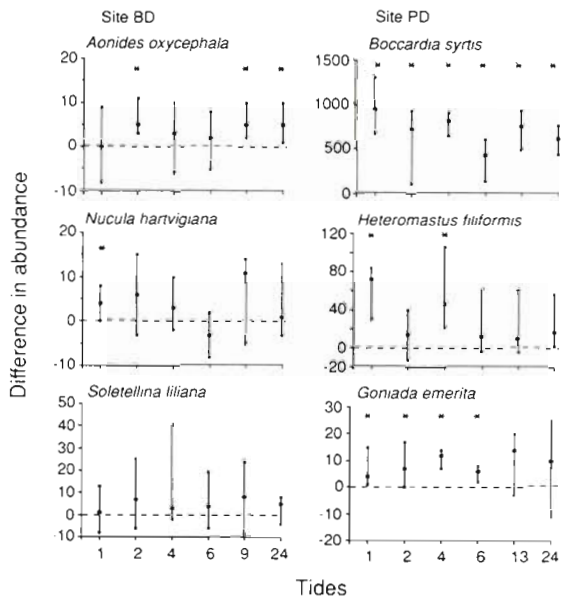 Site BD
Site PD
Aonides oxycephala
Boccardia syrtis
20
10
0
-10
* * *
1500
1000
500
0
* * * * * *
Nucula hartvigiana
Heteromastus filiformis
20
10
0
-10
*
120
80
40
0
-20
* *
Soletellina liliana
Goniada emerita
50
40
30
20
10
0
-10
30
20
10
0
-10
-20
* * * *
1 2 4 6 9 24
1 2 4 6 13 24
Difference in abundance
Tides